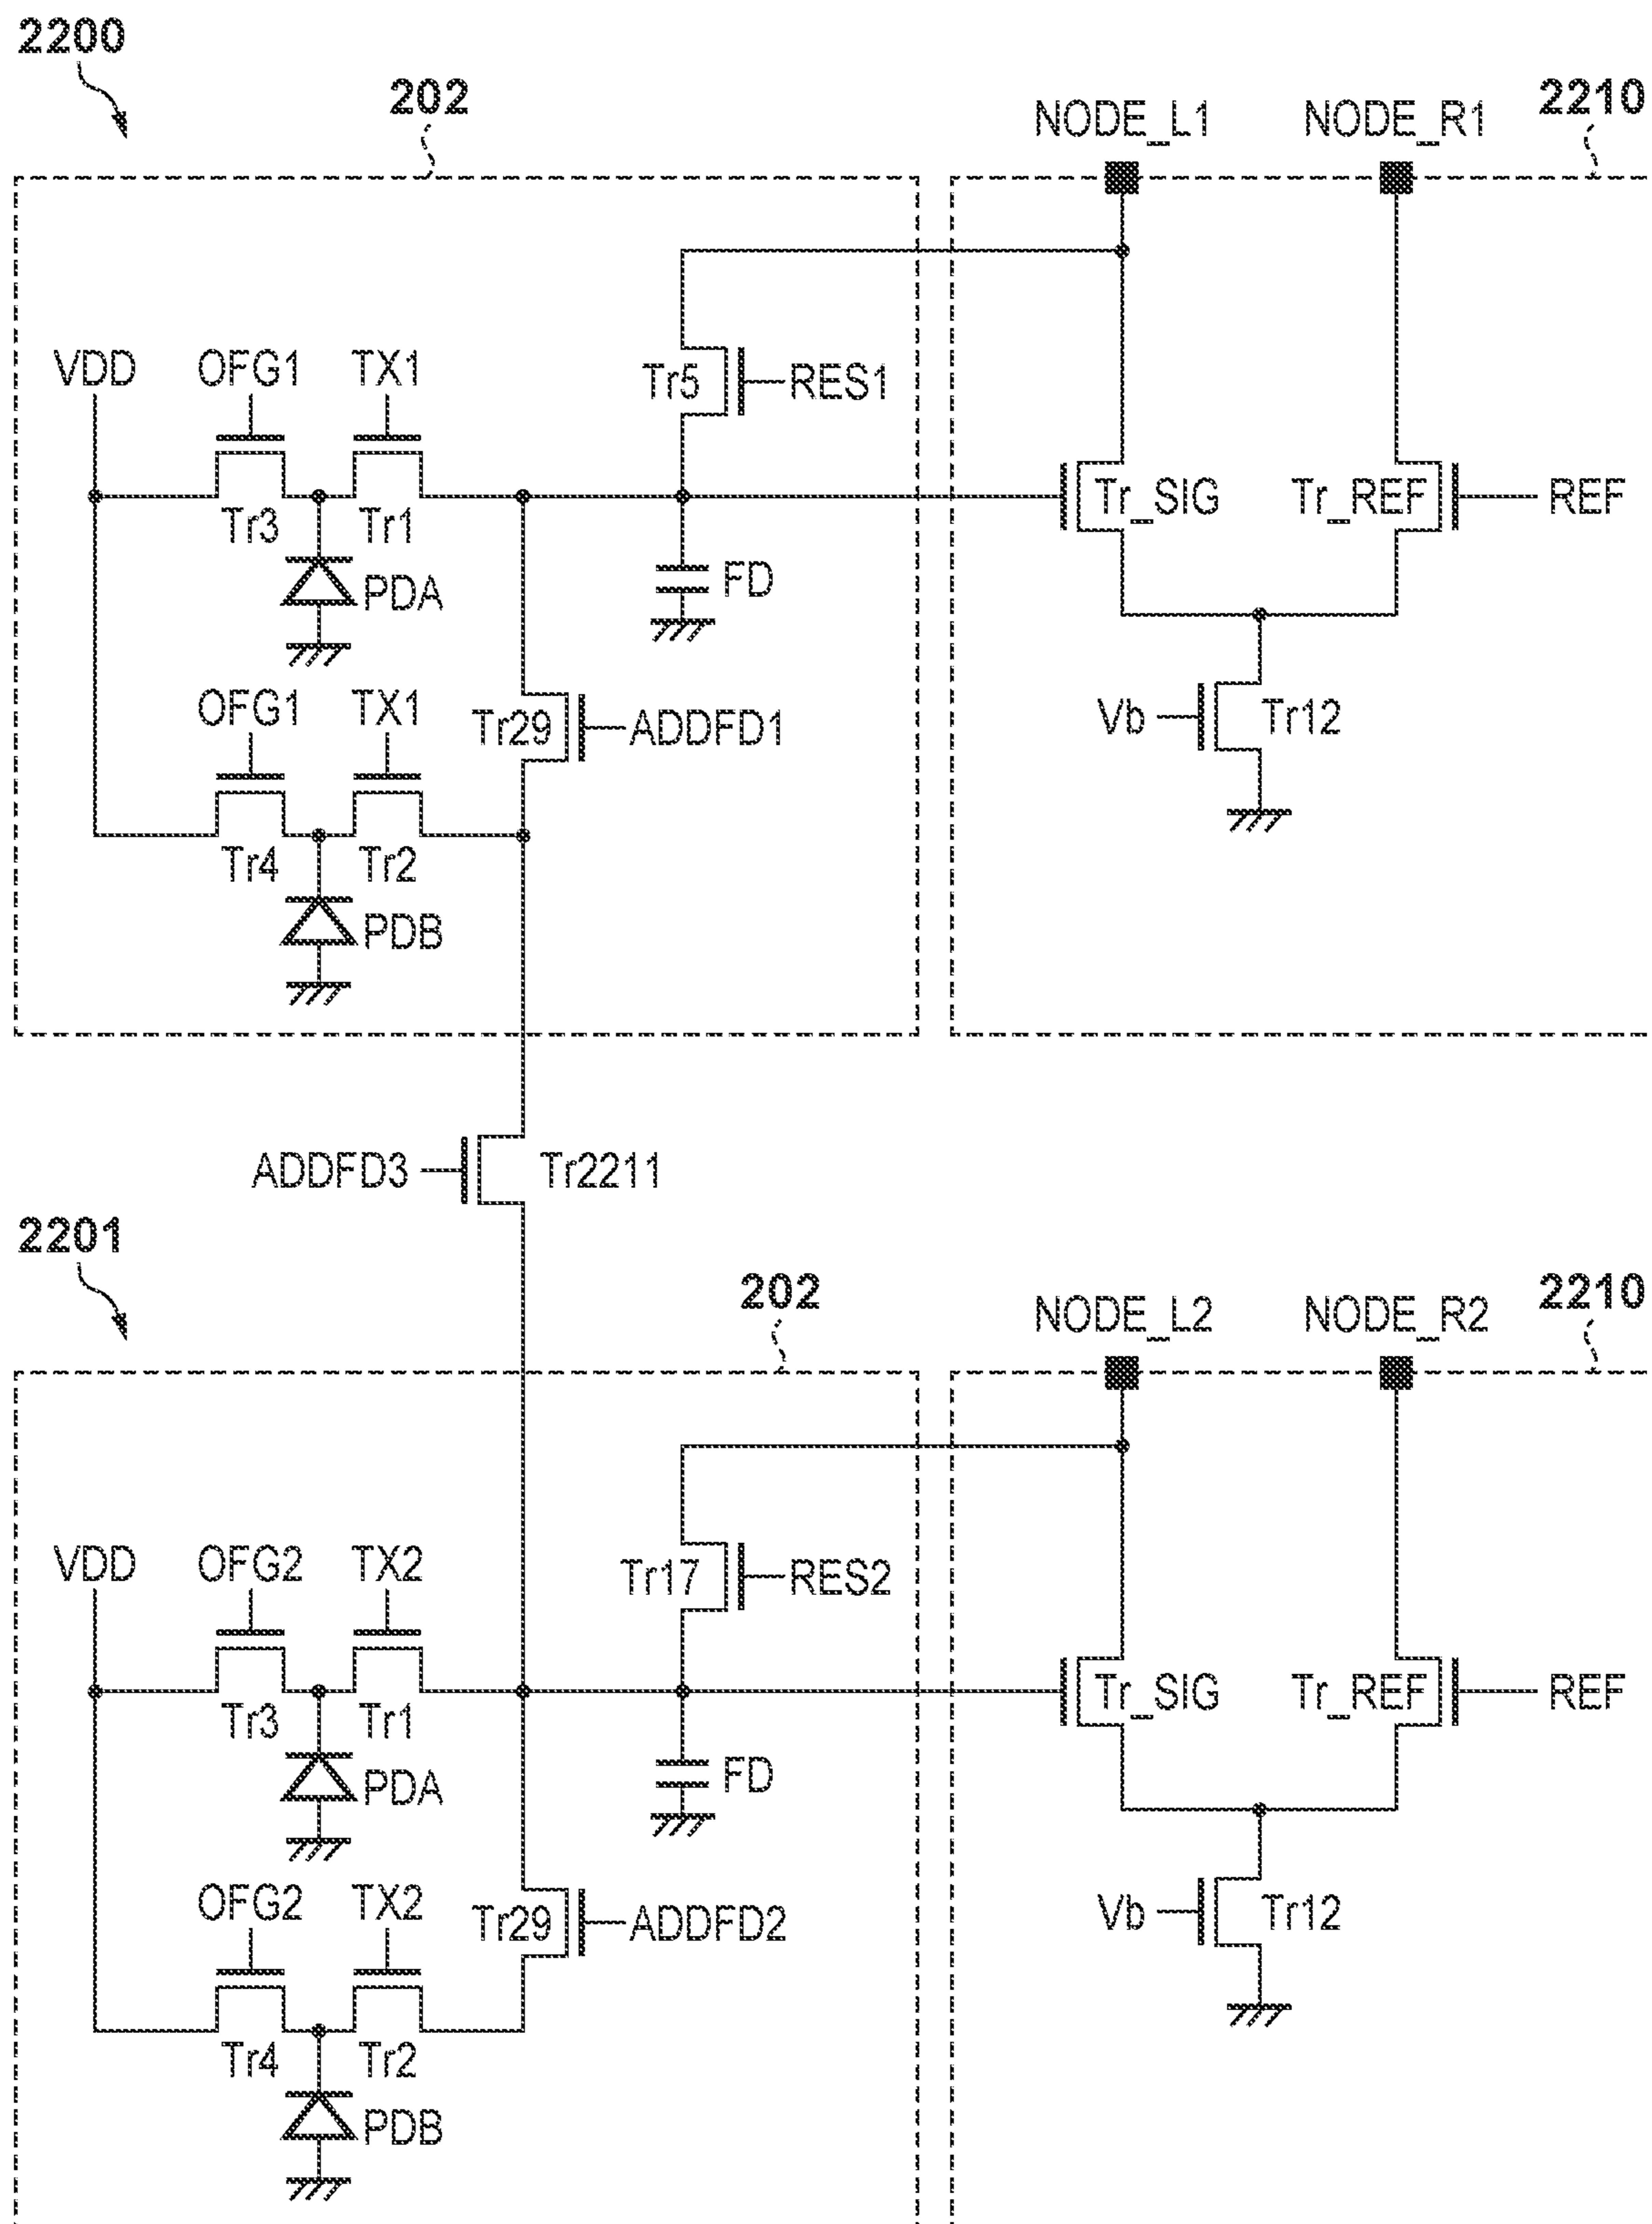 2200
202
NODE_L1
NODE_R1
2210
VDD
OFG1
TX1
Tr5
RES1
Tr3
Tr1
Tr_SIG
Tr_REF
REF
PDA
FD
OFG1
TX1
Tr29
ADDFD1
Vb
Tr12
Tr4
Tr2
PDB
ADDFD3
Tr2211
2201
202
NODE_L2
NODE_R2
2210
VDD
OFG2
TX2
Tr17
RES2
Tr3
Tr1
Tr_SIG
Tr_REF
REF
PDA
FD
OFG2
TX2
Tr29
ADDFD2
Vb
Tr12
Tr4
Tr2
PDB